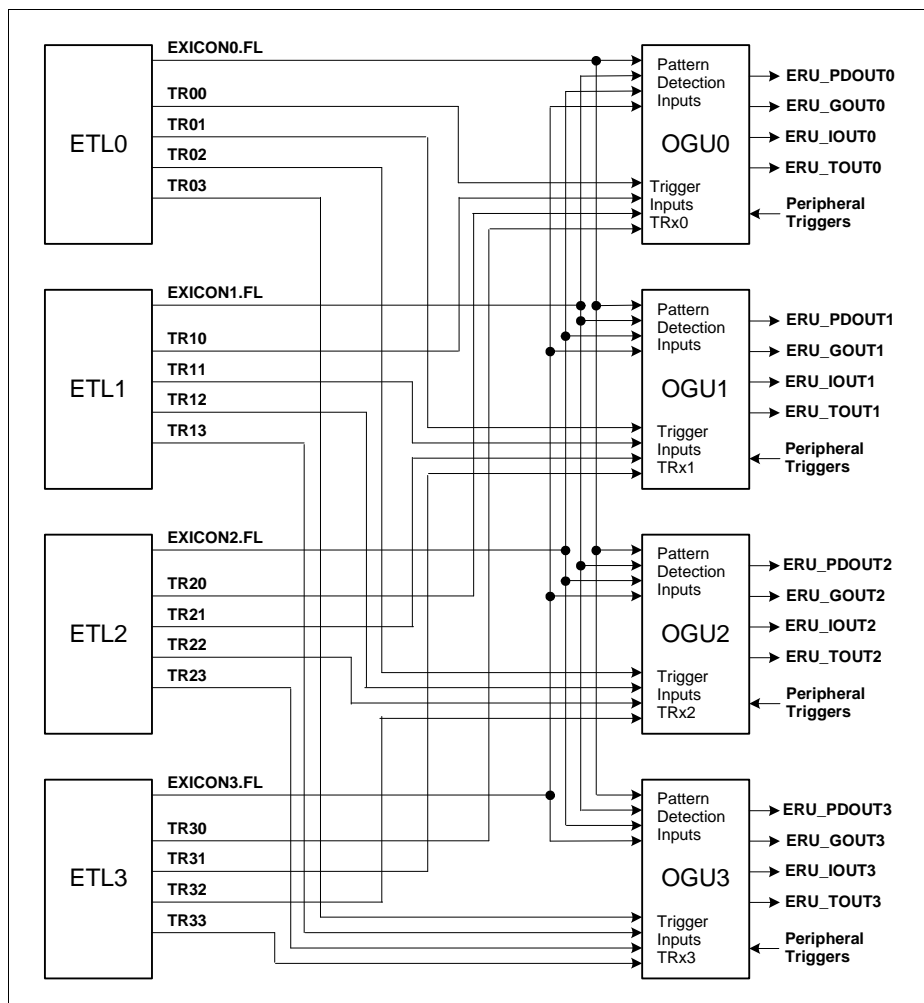 EXICON0.FL
TR00
TR01
TR02
TR03
ETL0
Pattern
Detection
Inputs
OGU0
Trigger
Inputs
TRx0
ERU_PDOUT0
ERU_GOUT0
ERU_IOUT0
ERU_TOUT0
Peripheral
Triggers
EXICON1.FL
TR10
TR11
TR12
TR13
ETL1
Pattern
Detection
Inputs
OGU1
Trigger
Inputs
TRx1
ERU_PDOUT1
ERU_GOUT1
ERU_IOUT1
ERU_TOUT1
Peripheral
Triggers
EXICON2.FL
TR20
TR21
TR22
TR23
ETL2
Pattern
Detection
Inputs
OGU2
Trigger
Inputs
TRx2
ERU_PDOUT2
ERU_GOUT2
ERU_IOUT2
ERU_TOUT2
Peripheral
Triggers
EXICON3.FL
TR30
TR31
TR32
TR33
ETL3
Pattern
Detection
Inputs
OGU3
Trigger
Inputs
TRx3
ERU_PDOUT3
ERU_GOUT3
ERU_IOUT3
ERU_TOUT3
Peripheral
Triggers